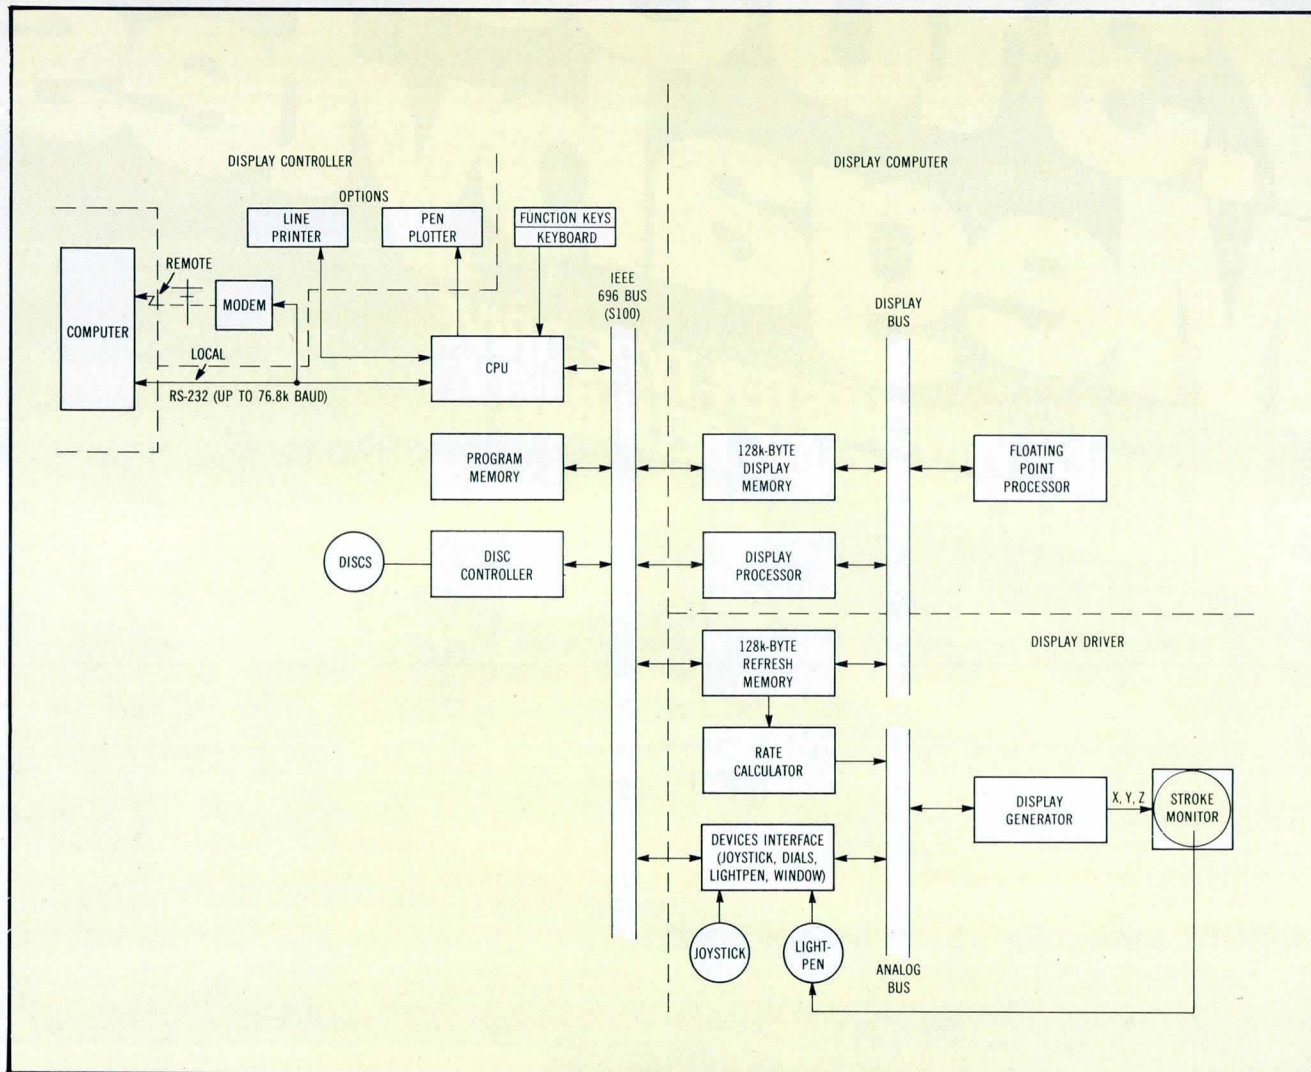 DISPLAY CONTROLLER
DISPLAY COMPUTER
OPTIONS
LINE
PRINTER
PEN
PLOTTER
FUNCTION KEYS
KEYBOARD
REMOTE
IEEE
696 BUS
(S100)
MODEM
DISPLAY
BUS
COMPUTER
LOCAL
CPU
RS-232 (UP TO 76.8k BAUD)
PROGRAM
MEMORY
128k-BYTE
DISPLAY
MEMORY
FLOATING
POINT
PROCESSOR
DISCS
DISC
CONTROLLER
DISPLAY
PROCESSOR
128k-BYTE
REFRESH
MEMORY
DISPLAY DRIVER
RATE
CALCULATOR
DISPLAY
GENERATOR
X, Y, Z
STROKE
MONITOR
DEVICES INTERFACE
(JOYSTICK, DIALS,
LIGHTPEN, WINDOW)
JOYSTICK
LIGHT-
PEN
ANALOG
BUS